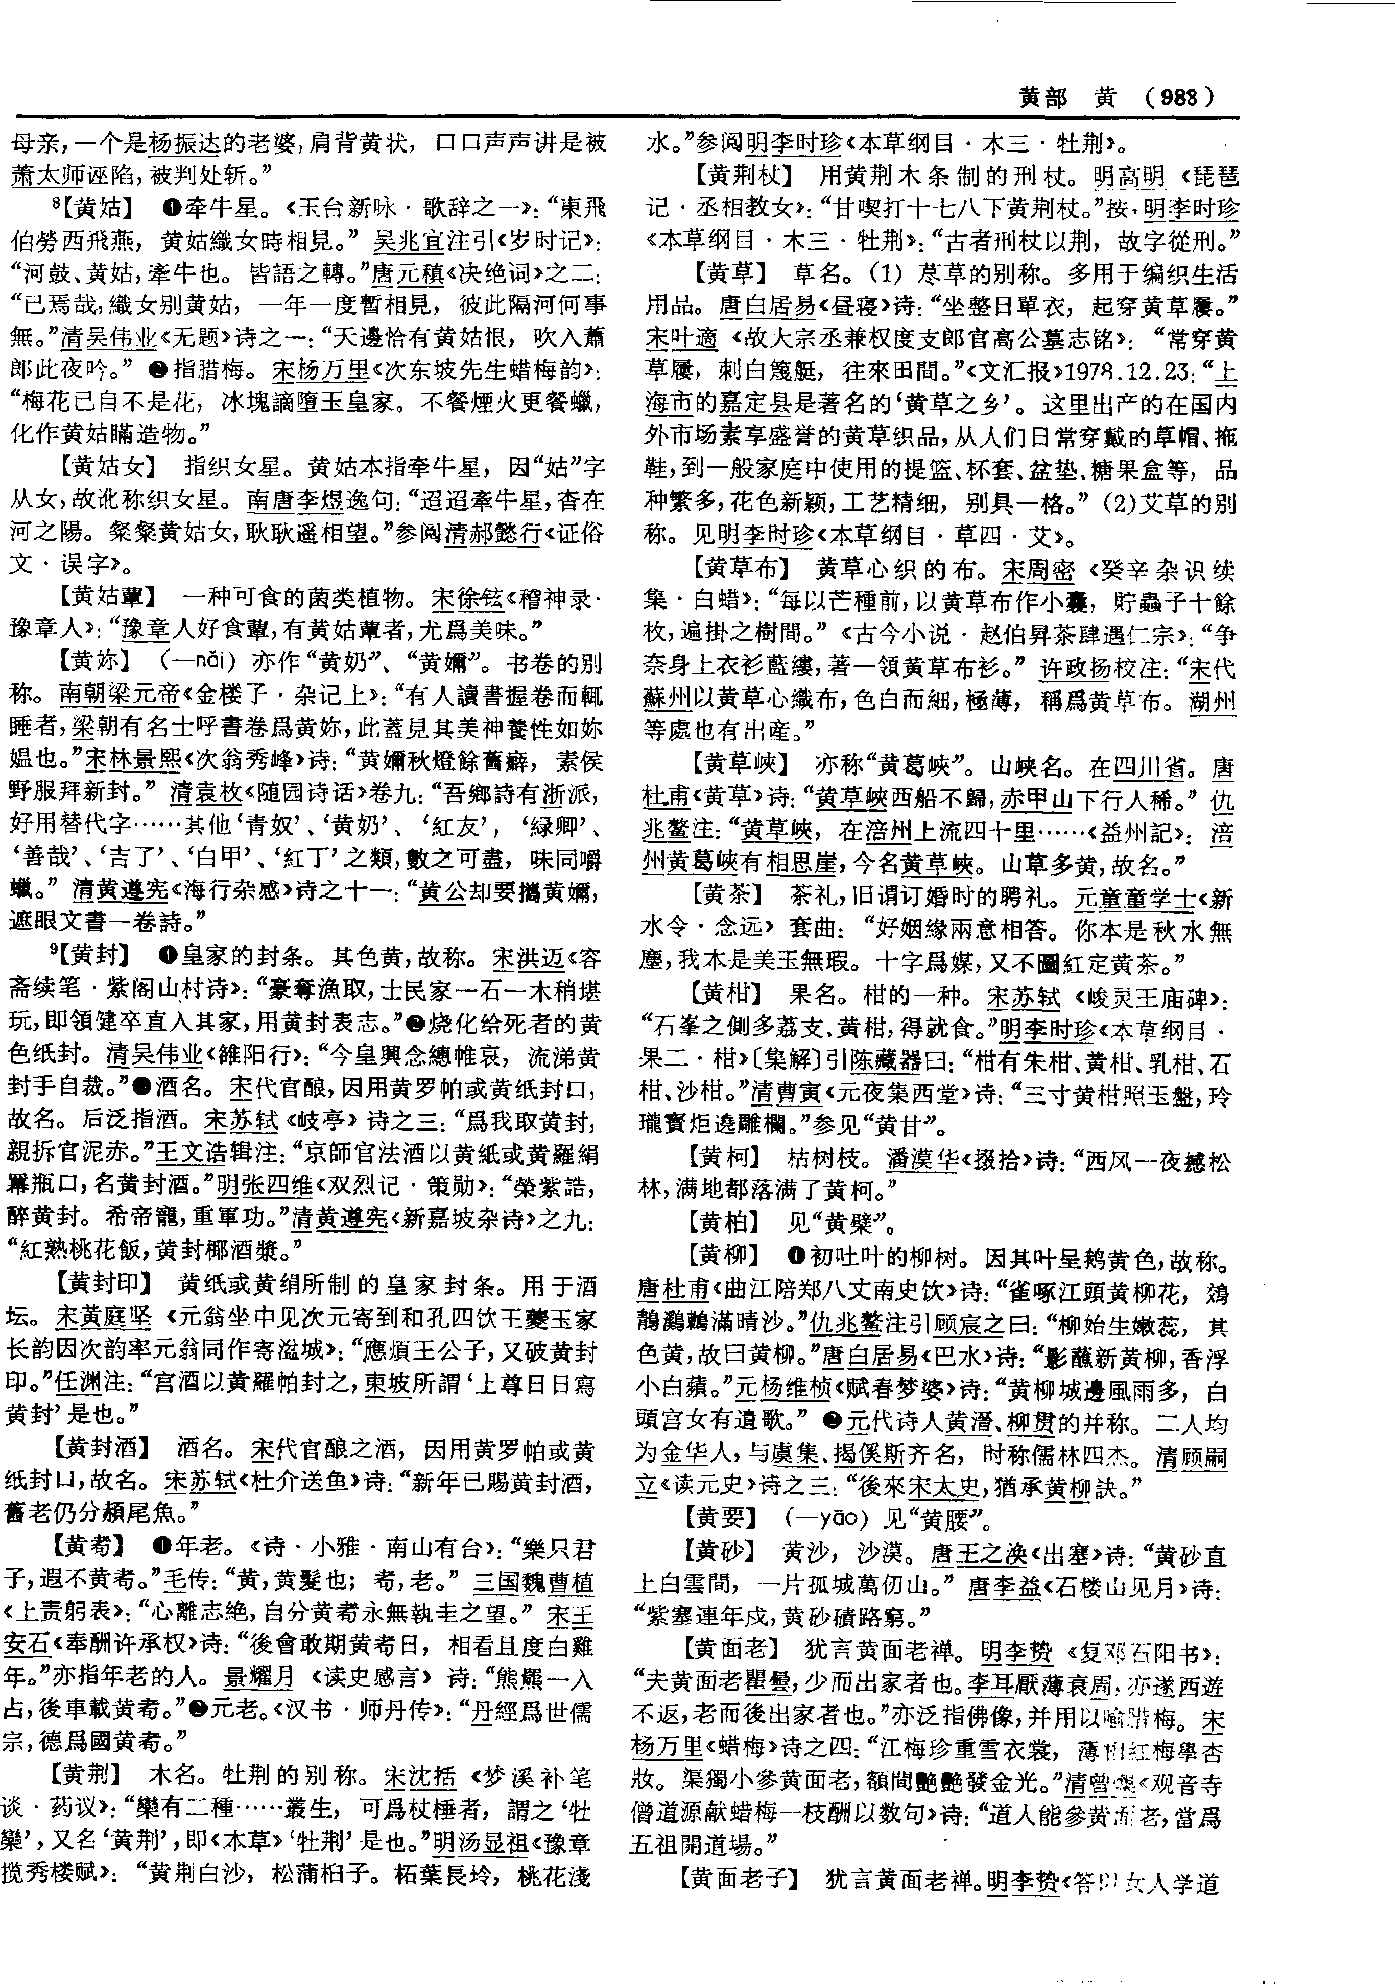 黄部 黄 (983)
母亲,一个是杨振达的老婆,肩背黄状, 口口声声讲是被
萧太师诬陷,被判处斩。”
⁸【黄姑】 ❶牵牛星。《玉台新咏·歌辞之一》:“東飛
伯勞西飛燕, 黄姑織女時相見。” 吴兆宜注引《岁时记》:
“河鼓、黄姑,牽牛也。皆語之轉。”唐元稹《决绝词》之二:
“已焉哉,織女别黄姑, 一年一度暫相見, 彼此隔河何事
無。”清吴伟业《无题》诗之一:“天邊恰有黄姑恨, 吹入蕭
郎此夜吟。” ❷指腊梅。宋杨万里《次东坡先生蜡梅韵》:
“梅花已自不是花, 冰塊謫墮玉皇家。不餐煙火更餐蠟,
化作黄姑瞞造物。”
【黄姑女】 指织女星。黄姑本指牵牛星, 因“姑”字
从女,故讹称织女星。南唐李煜逸句:“迢迢牽牛星,杳在
河之陽。粲粲黄姑女,耿耿遥相望。”参阅清郝懿行《证俗
文·误字》。
【黄姑蕈】 一种可食的菌类植物。宋徐铉《稽神录·
豫章人》:“豫章人好食蕈,有黄姑蕈者,尤爲美味。”
【黄妳】 (—nǎi) 亦作“黄奶”、“黄嬭”。书卷的别
称。南朝梁元帝《金楼子·杂记上》:“有人讀書握卷而輒
睡者,梁朝有名士呼書卷爲黄妳,此蓋見其美神養性如妳
媪也。”宋林景熙《次翁秀峰》诗:“黄嬭秋燈餘舊癖, 素侯
野服拜新封。” 清袁枚《随园诗话》卷九:“吾鄉詩有浙派,
好用替代字……其他‘青奴’、‘黄奶’、‘紅友’, ‘緑卿’、
‘善哉’、‘吉了’、‘白甲’、‘紅丁’之類,數之可盡, 味同嚼
蠟。” 清黄遵宪《海行杂感》诗之十一:“黄公却要攜黄嬭,
遮眼文書一卷詩。”
⁹【黄封】 ❶皇家的封条。其色黄,故称。宋洪迈《容
斋续笔·紫阁山村诗》:“豪奪漁取,士民家一石一木稍堪
玩,即領健卒直入其家,用黄封表志。”❷烧化给死者的黄
色纸封。清吴伟业《雒阳行》:“今皇興念繐帷哀, 流涕黄
封手自裁。”❸酒名。宋代官酿,因用黄罗帕或黄纸封口,
故名。后泛指酒。宋苏轼《岐亭》诗之三:“爲我取黄封,
親拆官泥赤。”王文诰辑注:“京師官法酒以黄紙或黄羅絹
羃瓶口,名黄封酒。”明张四维《双烈记·策勋》:“榮紫誥,
醉黄封。希帝寵,重軍功。”清黄遵宪《新嘉坡杂诗》之九:
“紅熟桃花飯,黄封椰酒漿。”
【黄封印】 黄纸或黄绢所制的皇家封条。用于酒
坛。宋黄庭坚《元翁坐中见次元寄到和孔四饮王夔玉家
长韵因次韵率元翁同作寄湓城》:“應煩王公子,又破黄封
印。”任渊注:“宫酒以黄羅帕封之,東坡所謂‘上尊日日寫
黄封’是也。”
【黄封酒】 酒名。宋代官酿之酒, 因用黄罗帕或黄
纸封口,故名。宋苏轼《杜介送鱼》诗:“新年已賜黄封酒,
舊老仍分赬尾魚。”
【黄耇】 ❶年老。《诗·小雅·南山有台》:“樂只君
子,遐不黄耇。”毛传:“黄,黄髮也; 耇,老。” 三国魏曹植
《上责躬表》:“心離志絶,自分黄耇永無執圭之望。” 宋王
安石《奉酬许承权》诗:“後會敢期黄耇日, 相看且度白雞
年。”亦指年老的人。景耀月《读史感言》诗:“熊羆一入
占,後車載黄耇。”❷元老。《汉书·师丹传》:“丹經爲世儒
宗,德爲國黄耇。”
【黄荆】 木名。牡荆的别称。宋沈括《梦溪补笔
谈·药议》:“欒有二種……叢生, 可爲杖棰者, 謂之‘牡
欒’,又名‘黄荆’,即《本草》‘牡荆’是也。”明汤显祖《豫章
揽秀楼赋》: “黄荆白沙, 松蒲桕子。柘葉長坽, 桃花淺
水。”参阅明李时珍《本草纲目·木三·牡荆》。
【黄荆杖】 用黄荆木条制的刑杖。明高明《琵琶
记·丞相教女》:“甘喫打十七八下黄荆杖。”按,明李时珍
《本草纲目·木三·牡荆》:“古者刑杖以荆, 故字從刑。”
【黄草】 草名。(1) 荩草的别称。多用于编织生活
用品。唐白居易《昼寝》诗:“坐整日單衣, 起穿黄草屨。”
宋叶適《故大宗丞兼权度支郎官高公墓志铭》: “常穿黄
草屨, 刺白篾艇, 往來田間。”《文汇报》1978.12.23:“上
海市的嘉定县是著名的‘黄草之乡’。这里出产的在国内
外市场素享盛誉的黄草织品,从人们日常穿戴的草帽、拖
鞋,到一般家庭中使用的提篮、杯套、盆垫、糖果盒等, 品
种繁多,花色新颖,工艺精细, 别具一格。” (2)艾草的别
称。见明李时珍《本草纲目·草四·艾》。
【黄草布】 黄草心织的布。宋周密《癸辛杂识续
集·白蜡》:“每以芒種前,以黄草布作小囊, 貯蟲子十餘
枚,遍掛之樹間。”《古今小说·赵伯昇茶肆遇仁宗》:“争
奈身上衣衫藍縷,著一領黄草布衫。” 许政扬校注:“宋代
蘇州以黄草心織布,色白而細,極薄, 稱爲黄草布。湖州
等處也有出産。”
【黄草峡】 亦称“黄葛峡”。山峡名。在四川省。唐
杜甫《黄草》诗:“黄草峽西船不歸,赤甲山下行人稀。” 仇
兆鳌注:“黄草峽, 在涪州上流四十里……《益州記》: 涪
州黄葛峽有相思崖,今名黄草峽。山草多黄,故名。”
【黄茶】 茶礼,旧谓订婚时的聘礼。元童童学士《新
水令·念远》套曲: “好姻緣兩意相答。你本是秋水無
塵,我本是美玉無瑕。十字爲媒,又不圖紅定黄茶。”
【黄柑】 果名。柑的一种。宋苏轼《峻灵王庙碑》:
“石峯之側多荔支、黄柑,得就食。”明李时珍《本草纲目·
果二·柑》〔集解〕引陈藏器曰:“柑有朱柑、黄柑、乳柑、石
柑、沙柑。”清曹寅《元夜集西堂》诗:“三寸黄柑照玉盤,玲
瓏寳炬遶雕欄。”参见“黄甘”。
【黄柯】 枯树枝。潘漠华《掇拾》诗:“西风一夜撼松
林,满地都落满了黄柯。”
【黄柏】 见“黄檗”。
【黄柳】 ❶初吐叶的柳树。因其叶呈鹅黄色,故称。
唐杜甫《曲江陪郑八丈南史饮》诗:“雀啄江頭黄柳花, 鵁
鶄鸂鶒滿晴沙。”仇兆鳌注引顾宸之曰:“柳始生嫩蕊, 其
色黄,故曰黄柳。”唐白居易《巴水》诗:“影蘸新黄柳,香浮
小白蘋。”元杨维桢《赋春梦婆》诗:“黄柳城邊風雨多, 白
頭宫女有遺歌。” ❷元代诗人黄溍、柳贯的并称。二人均
为金华人,与虞集、揭傒斯齐名, 时称儒林四杰。清顾嗣
立《读元史》诗之三:“後來宋太史,猶承黄柳訣。”
【黄要】 (—yāo) 见“黄腰”。
【黄砂】 黄沙, 沙漠。唐王之涣《出塞》诗:“黄砂直
上白雲間, 一片孤城萬仞山。” 唐李益《石楼山见月》诗:
“紫塞連年戍,黄砂磧路窮。”
【黄面老】 犹言黄面老禅。明李贽《复邓石阳书》:
“夫黄面老瞿曇,少而出家者也。李耳厭薄衰周,亦遂西遊
不返,老而後出家者也。”亦泛指佛像,并用以喻腊梅。宋
杨万里《蜡梅》诗之四:“江梅珍重雪衣裳, 薄相紅梅學杏
妝。渠獨小參黄面老,額間艷艷發金光。”清曾《观音寺
僧道源献蜡梅一枝酬以数句》诗:“道人能參黄面老,當爲
五祖開道場。”
【黄面老子】 犹言黄面老禅。明李贽《答以女人学道